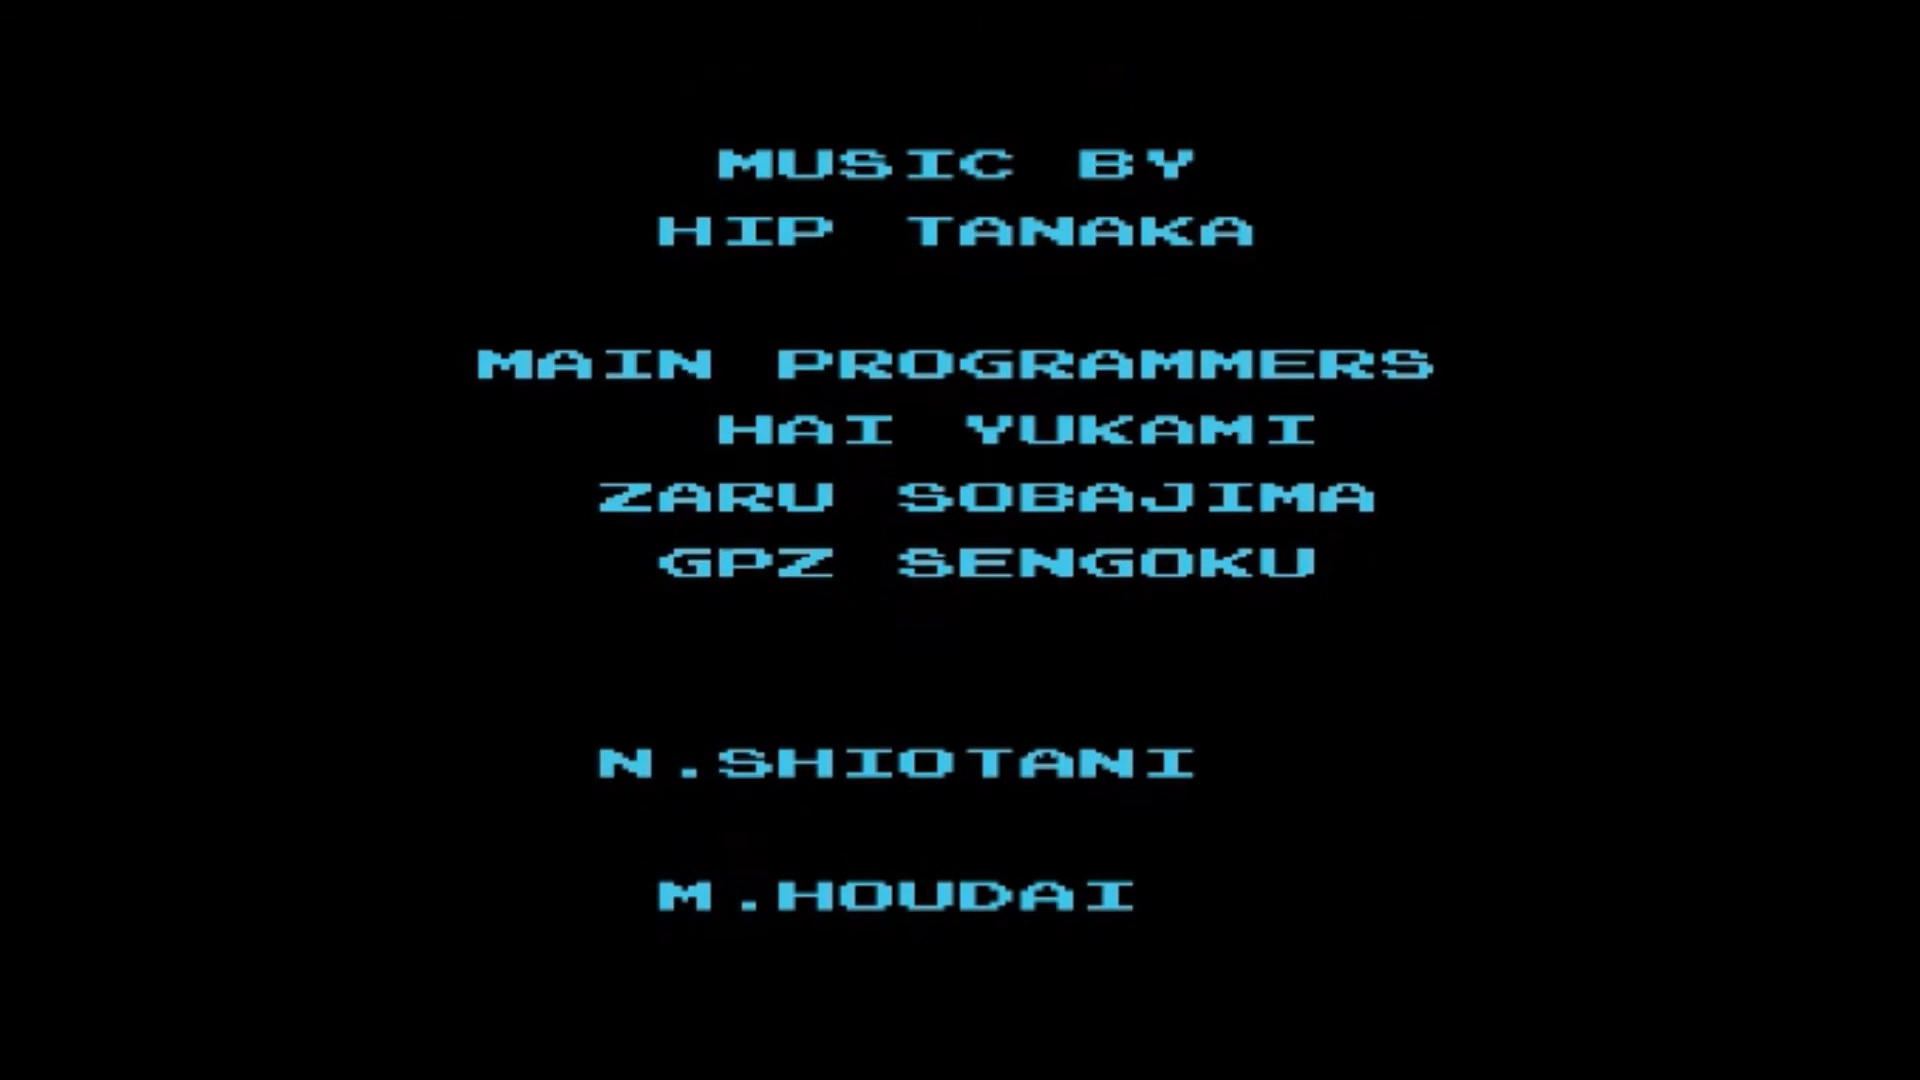 MUSIC BY
HIP TANAKA
MAIN PROGRAMMERS
HAI YUKAMI
ZARU SOBAJIMA
GPZ SENGOKU
N.SHIOTANI
M.HOUDAI